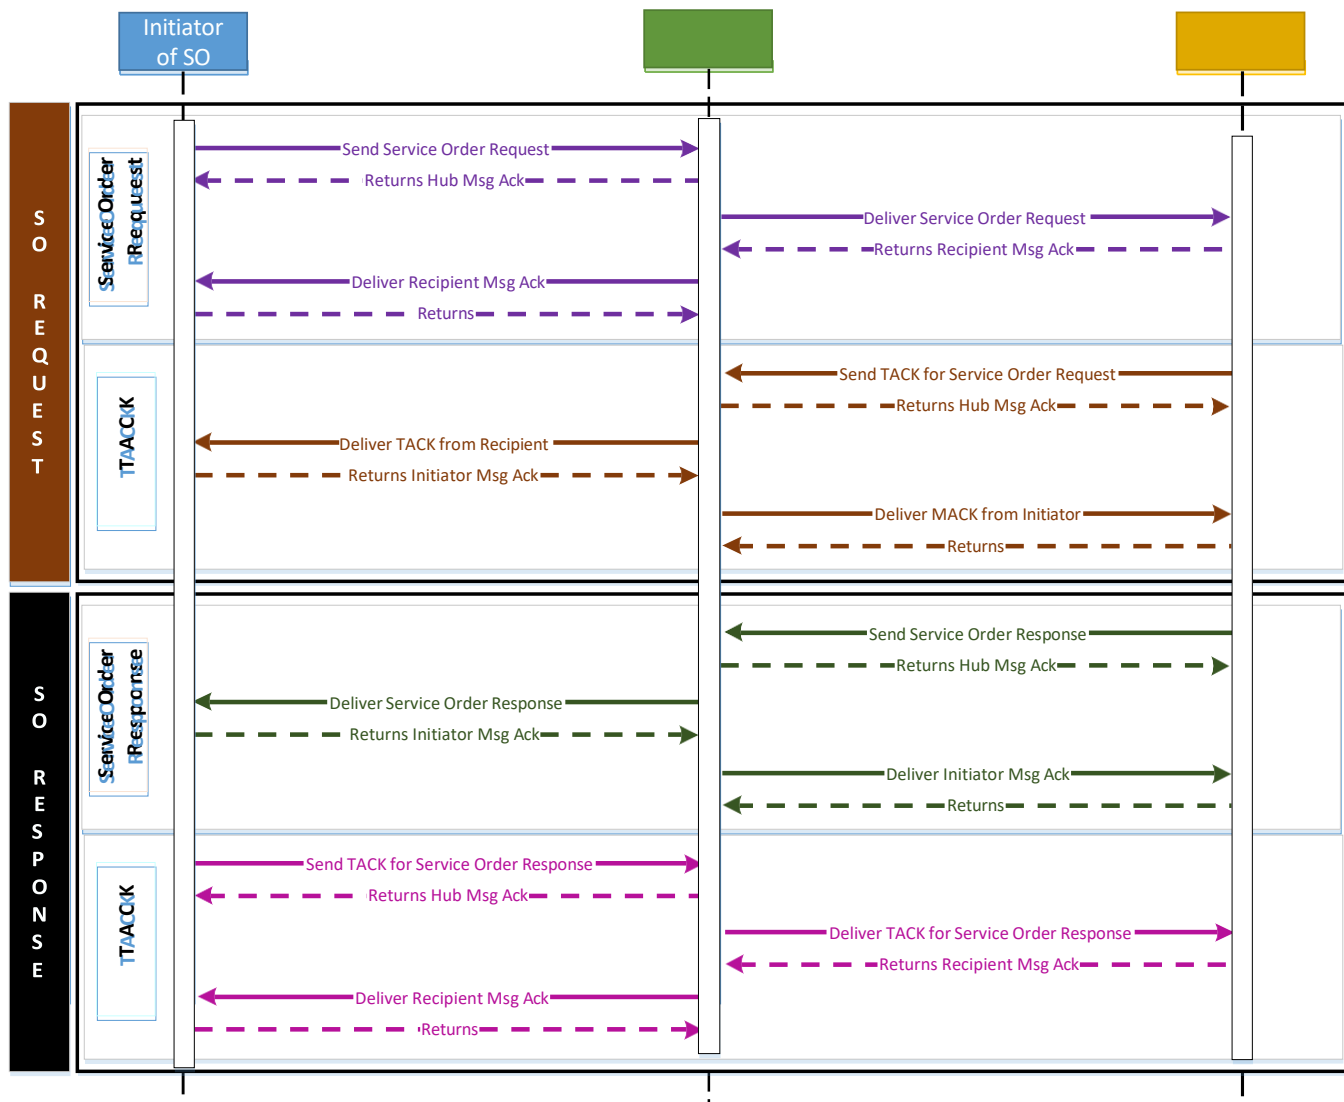 Initiator
of SO
SO REQUEST
Service Order
Request
Send Service Order Request
Returns Hub Msg Ack
Deliver Service Order Request
Returns Recipient Msg Ack
Deliver Recipient Msg Ack
Returns
TACK
Send TACK for Service Order Request
Returns Hub Msg Ack
Deliver TACK from Recipient
Returns Initiator Msg Ack
Deliver MACK from Initiator
Returns
SO RESPONSE
Service Order
Response
Send Service Order Response
Returns Hub Msg Ack
Deliver Service Order Response
Returns Initiator Msg Ack
Deliver Initiator Msg Ack
Returns
TACK
Send TACK for Service Order Response
Returns Hub Msg Ack
Deliver TACK for Service Order Response
Returns Recipient Msg Ack
Deliver Recipient Msg Ack
Returns